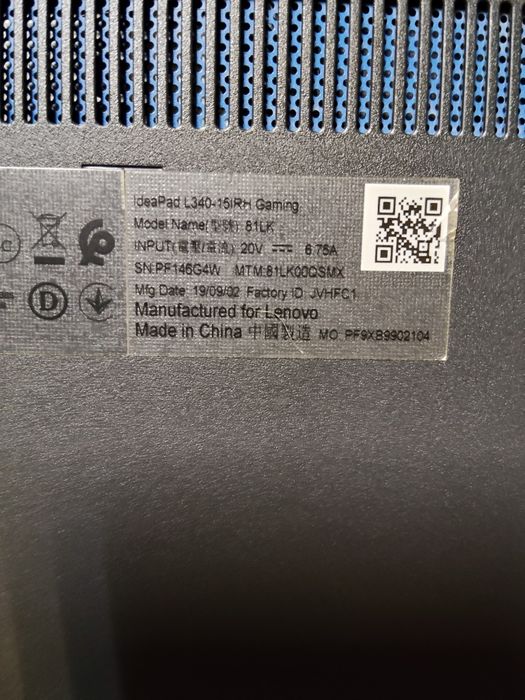 IdeaPad L340-15IRH Gaming
Model Name(型號): 81LK
INPUT(電壓/電流): 20V ⎓ 6.75A
SN:PF146G4W MTM:81LK00QSMX
Mfg Date: 19/09/02 Factory ID: JVHFC1
Manufactured for Lenovo
Made in China 中國製造 MO: PF9XB9902104
D